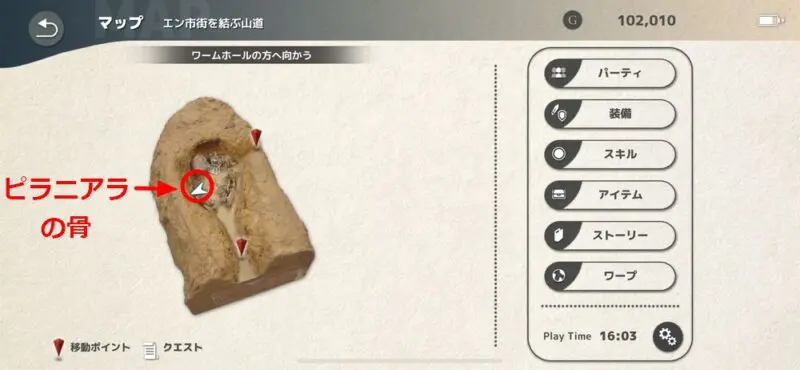 マップ エン市街を結ぶ山道
G 102,010
ワームホールの方へ向かう
ピラニアラ
の骨
パーティ
装備
スキル
アイテム
ストーリー
ワープ
Play Time 16:03
移動ポイント クエスト